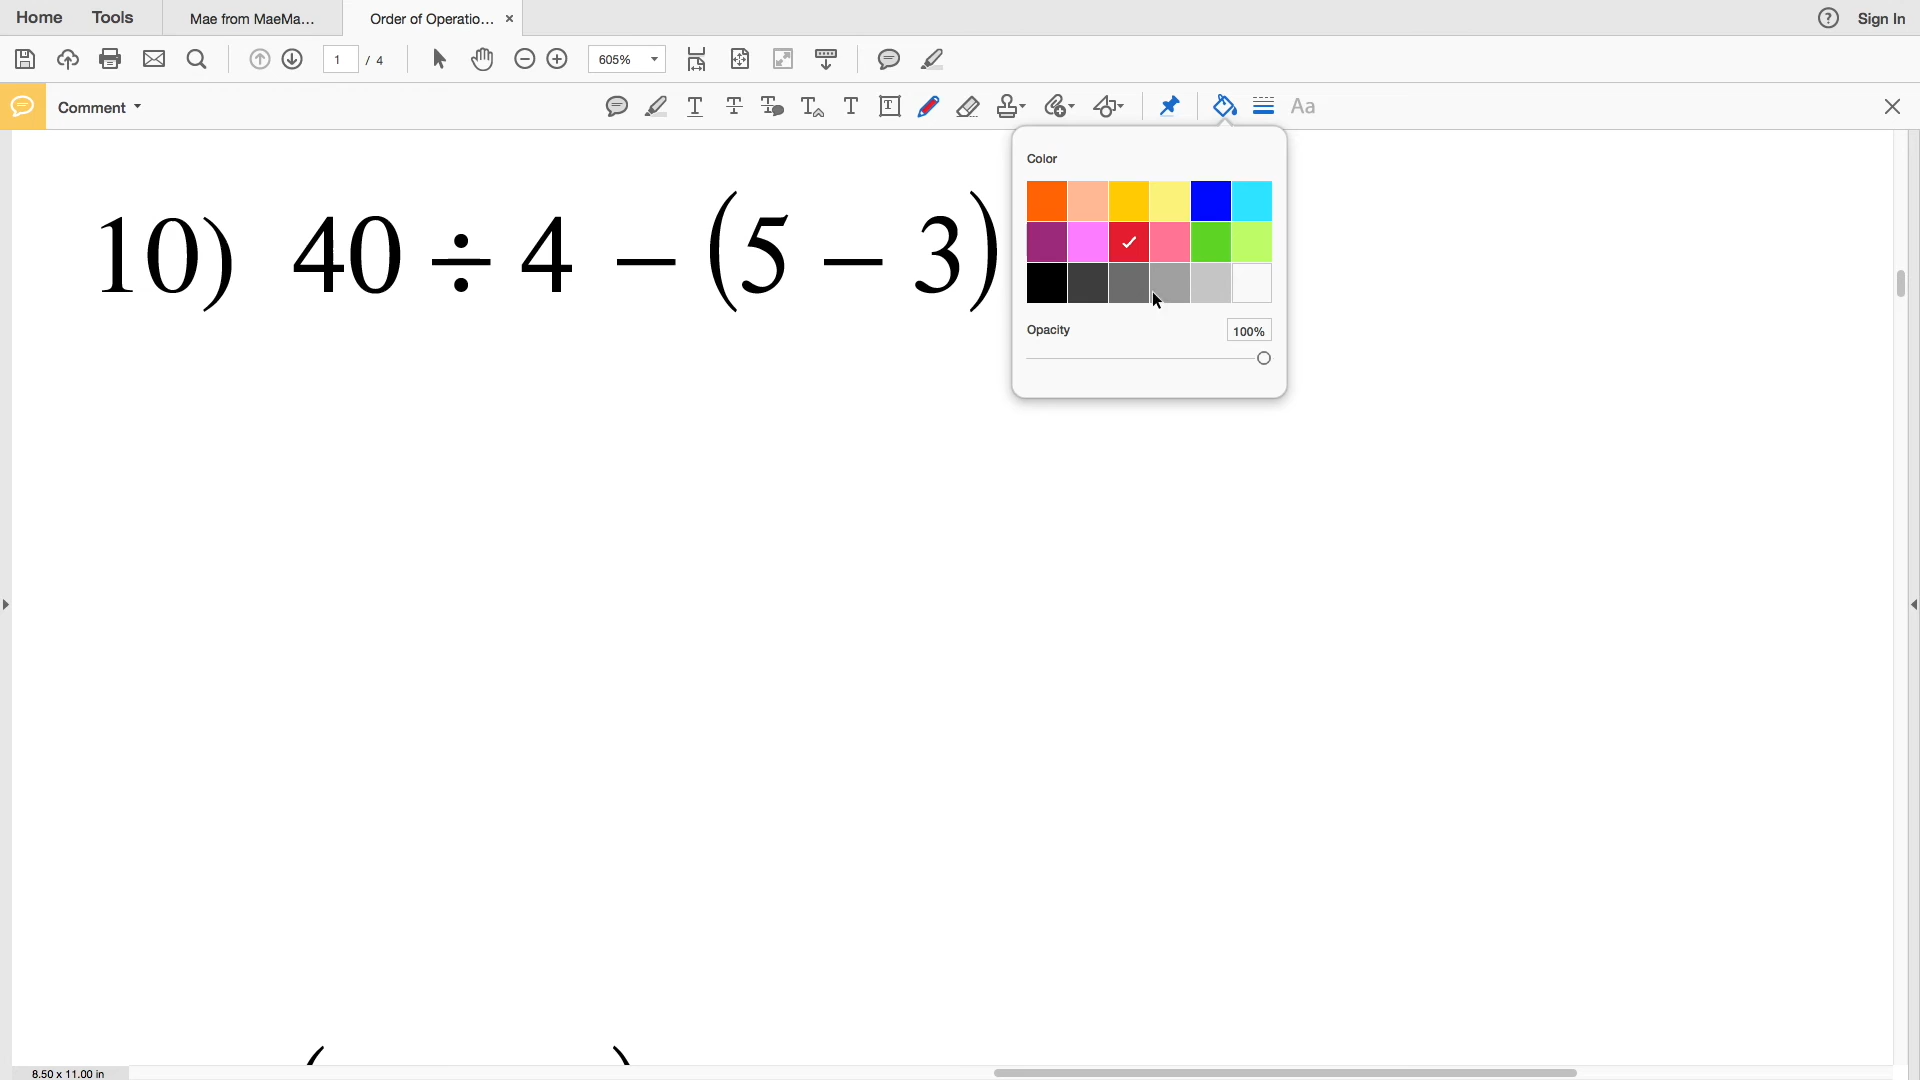 Home Tools Mae from MaeMa... Order of Operatio... × ? Sign In
1 / 4 605%
Comment Aa
Color
10) 40 ÷ 4 − (5 − 3)
Opacity 100%
( )
8.50 x 11.00 in